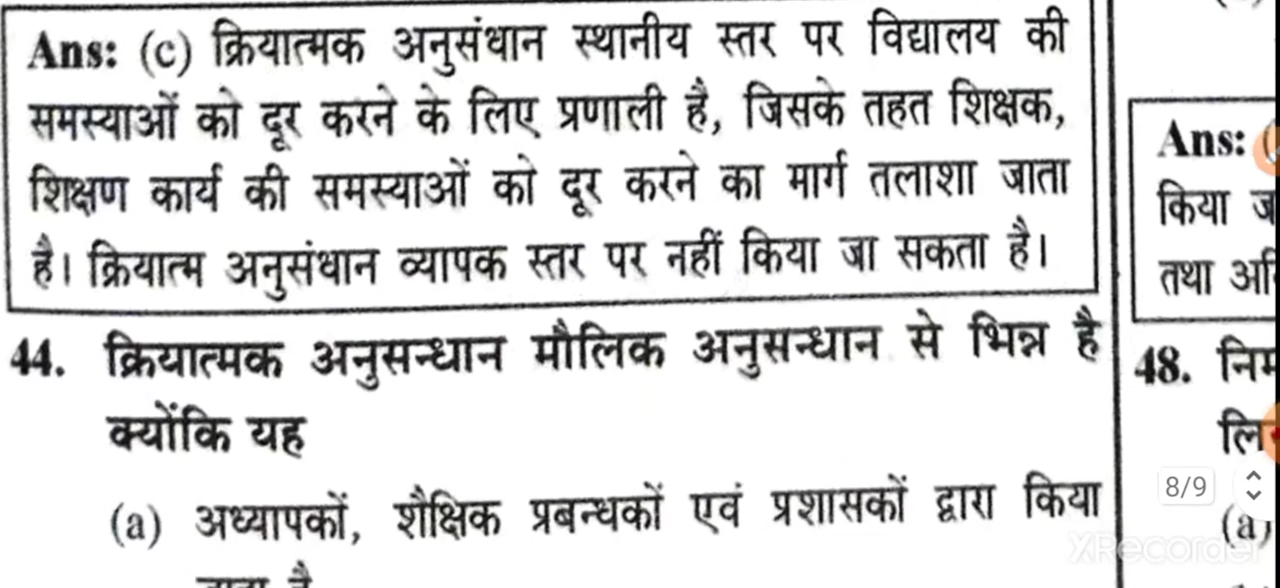 Ans: (c) क्रियात्मक अनुसंधान स्थानीय स्तर पर विद्यालय की
समस्याओं को दूर करने के लिए प्रणाली है, जिसके तहत शिक्षक,
शिक्षण कार्य की समस्याओं को दूर करने का मार्ग तलाशा जाता
है। क्रियात्म अनुसंधान व्यापक स्तर पर नहीं किया जा सकता है।
44. क्रियात्मक अनुसन्धान मौलिक अनुसन्धान से भिन्न है
क्योंकि यह
(a) अध्यापकों, शैक्षिक प्रबन्धकों एवं प्रशासकों द्वारा किया
Ans:
किया
तथा
48.
8/9
(a)
XRecorder